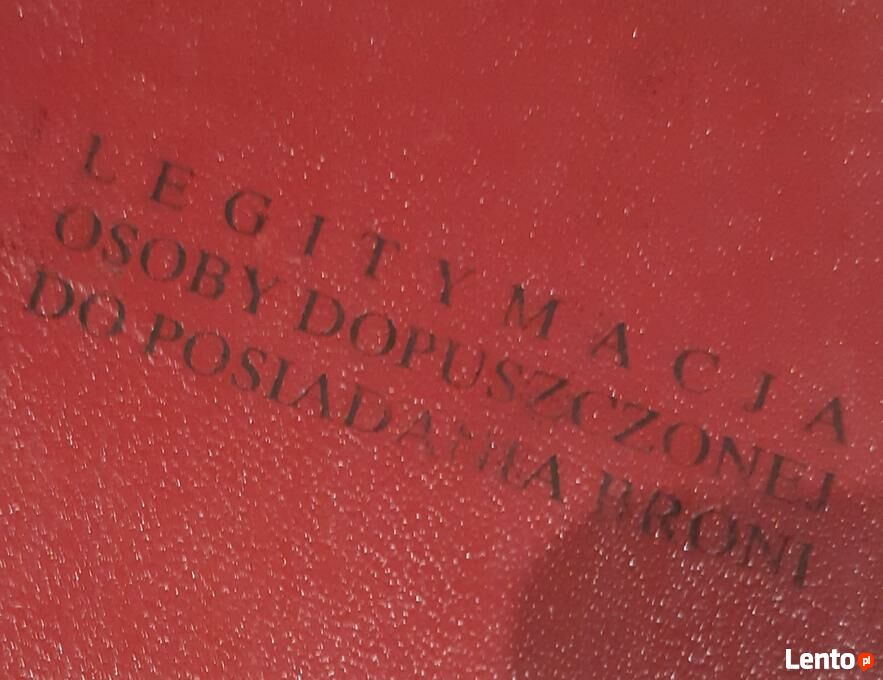 LEGITYMACJA
OSOBY DOPUSZCZONEJ
DO POSIADANIA BRONI
Lento pl